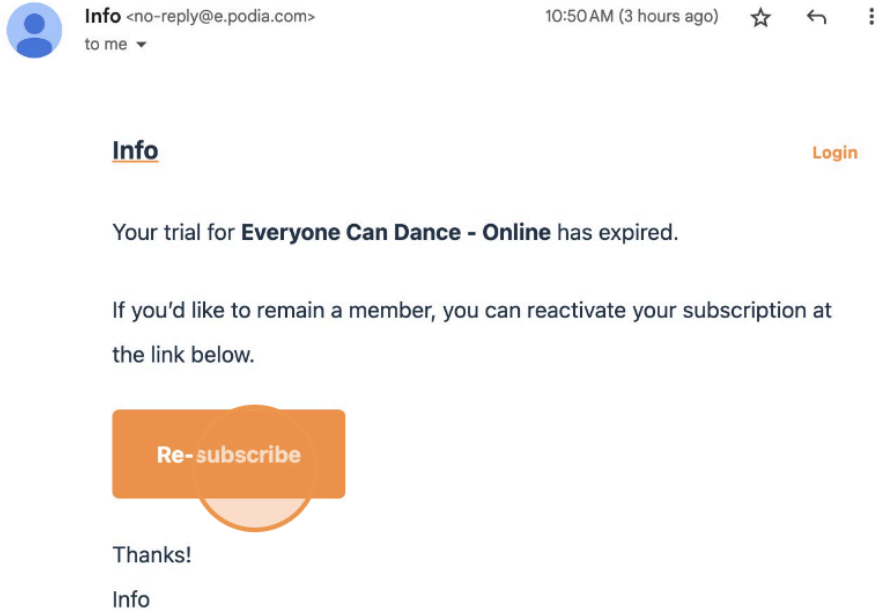 Info <no-reply@e.podia.com> 10:50 AM (3 hours ago)
to me
Info Login
Your trial for Everyone Can Dance - Online has expired.
If you'd like to remain a member, you can reactivate your subscription at
the link below.
Re-subscribe
Thanks!
Info